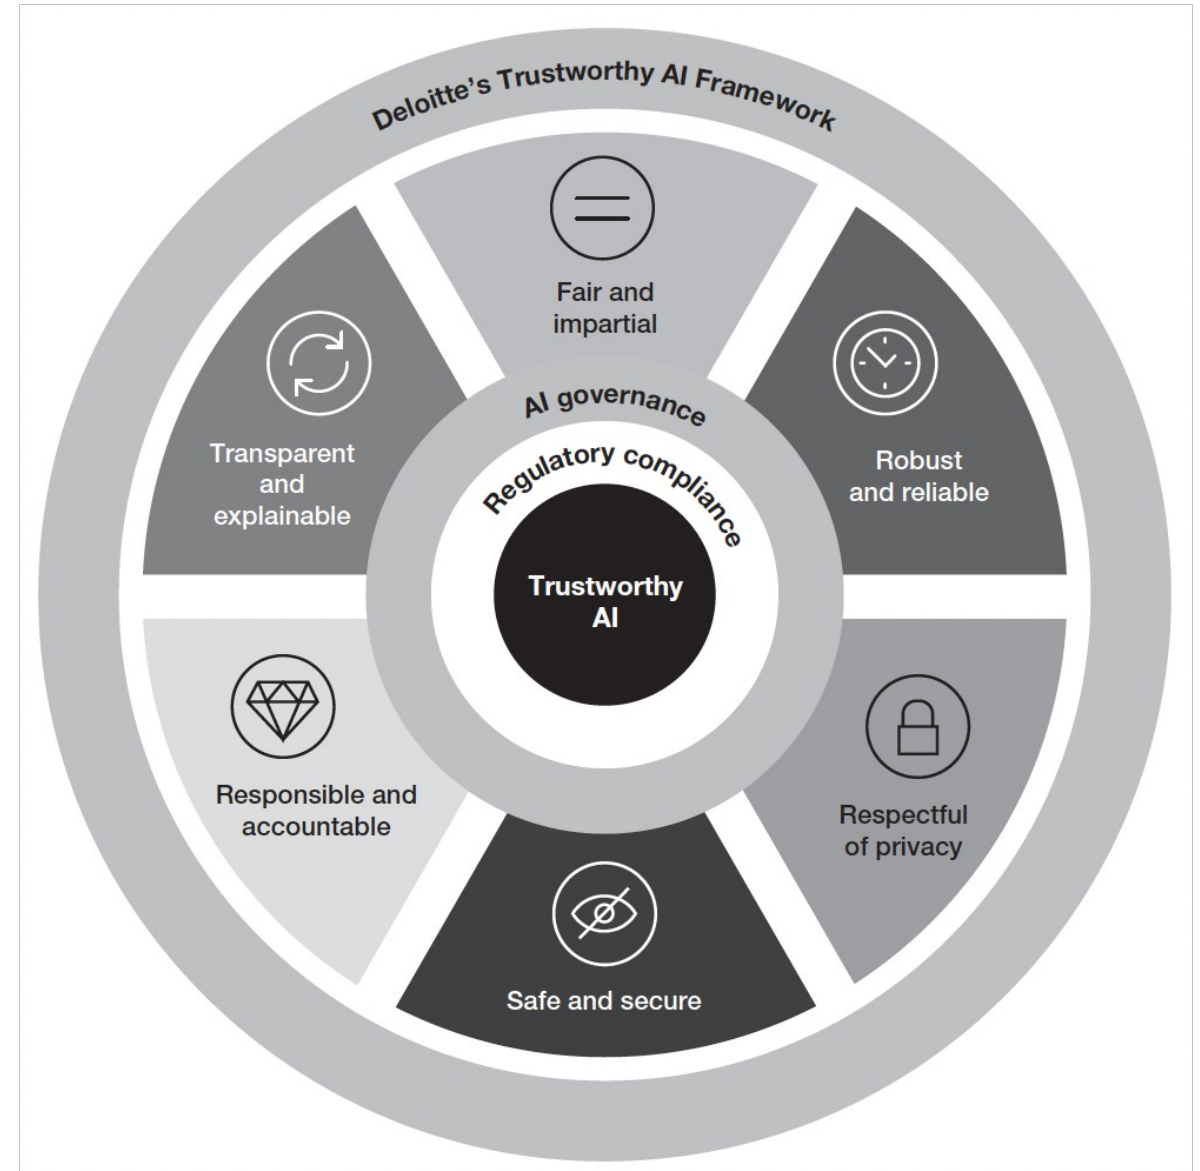 Deloitte's Trustworthy AI Framework
Fair and
impartial
Transparent
and
explainable
Robust
and reliable
AI governance
Regulatory compliance
Trustworthy
AI
Responsible and
accountable
Respectful
of privacy
Safe and secure